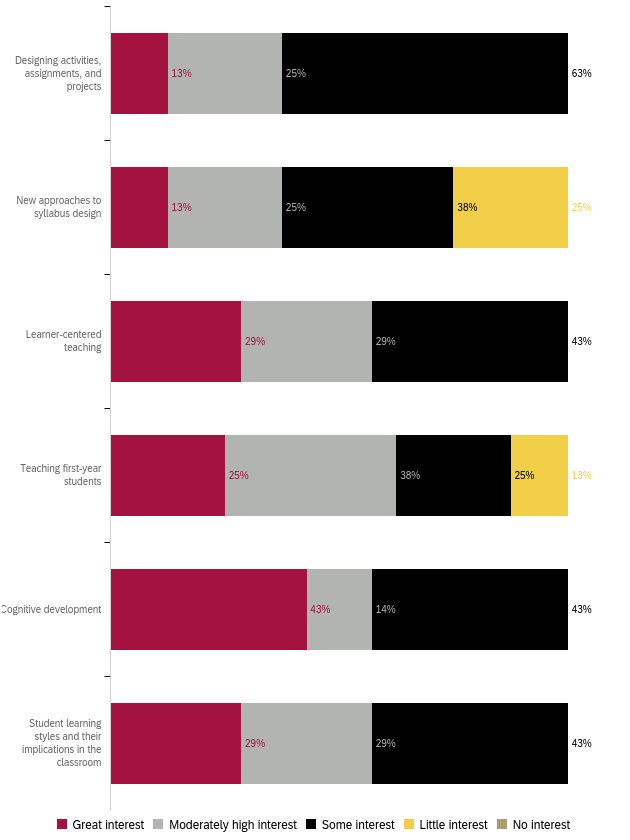 Designing activities,
assignments, and
projects
13%
25%
63%
New approaches to
syllabus design
13%
25%
38%
25%
Learner-centered
teaching
29%
29%
43%
Teaching first-year
students
25%
38%
25%
13%
Cognitive development
43%
14%
43%
Student learning
styles and their
implications in the
classroom
29%
29%
43%
Great interest Moderately high interest Some interest Little interest No interest